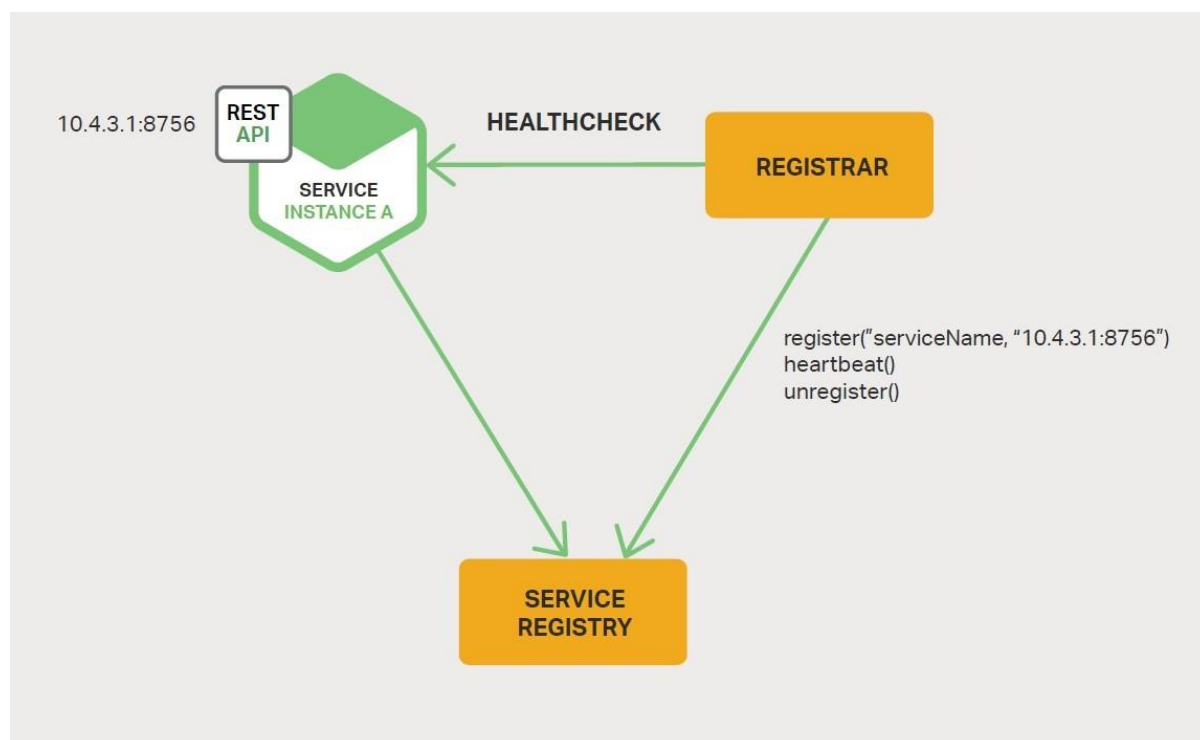 10.4.3.1:8756
REST
API
SERVICE
INSTANCE A
HEALTHCHECK
REGISTRAR
register(”serviceName, “10.4.3.1:8756”)
heartbeat()
unregister()
SERVICE
REGISTRY